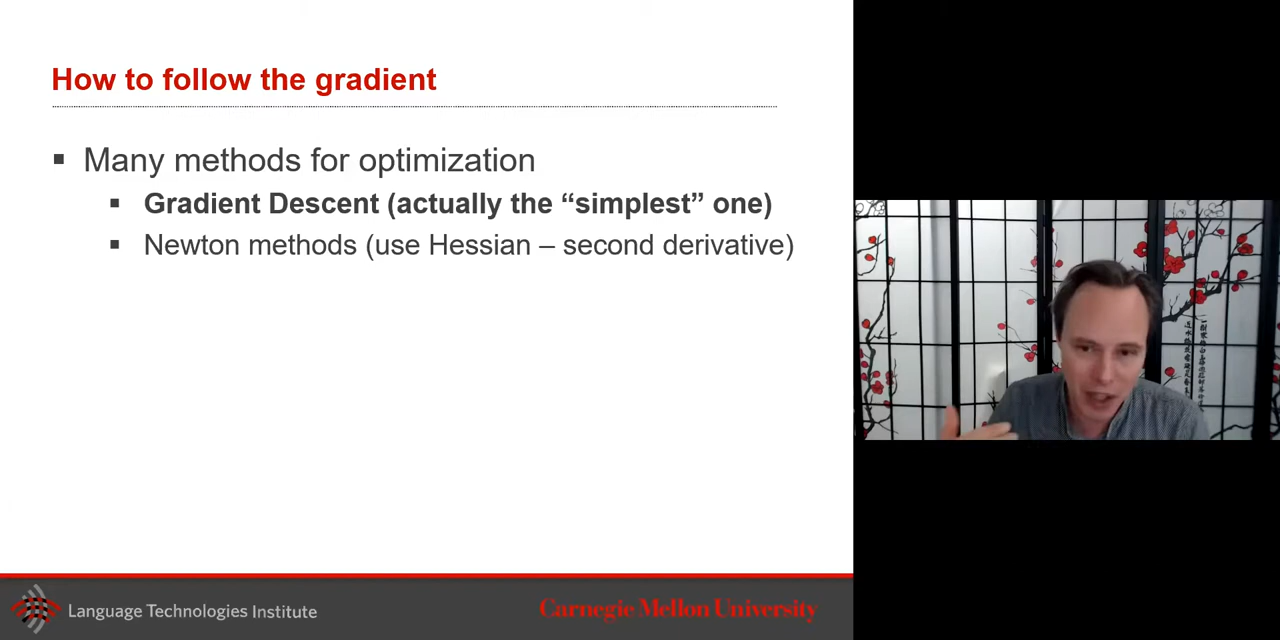 How to follow the gradient
▪ Many methods for optimization
▪ Gradient Descent (actually the “simplest” one)
▪ Newton methods (use Hessian – second derivative)
Language Technologies Institute
Carnegie Mellon University